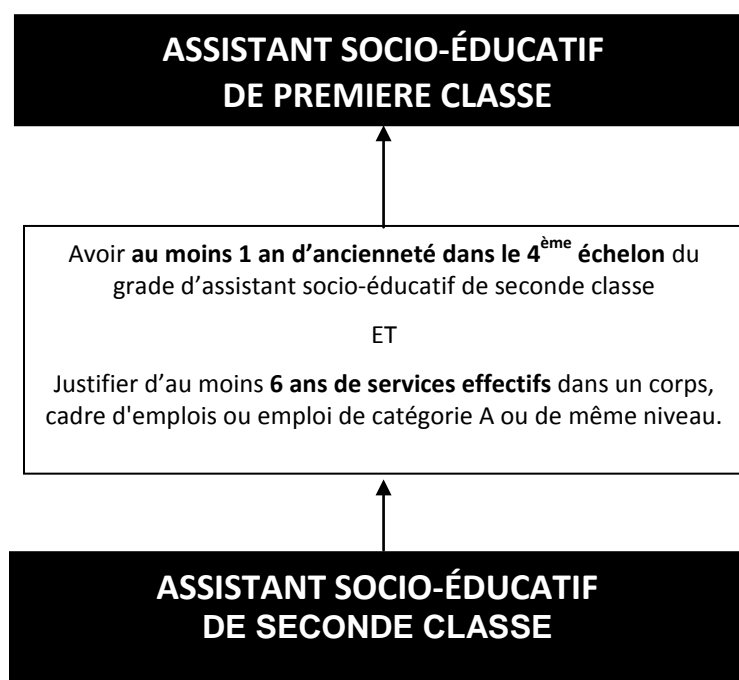 ASSISTANT SOCIO-ÉDUCATIF
DE PREMIERE CLASSE
Avoir au moins 1 an d’ancienneté dans le 4ème échelon du
grade d’assistant socio-éducatif de seconde classe
ET
Justifier d’au moins 6 ans de services effectifs dans un corps,
cadre d'emplois ou emploi de catégorie A ou de même niveau.
ASSISTANT SOCIO-ÉDUCATIF
DE SECONDE CLASSE